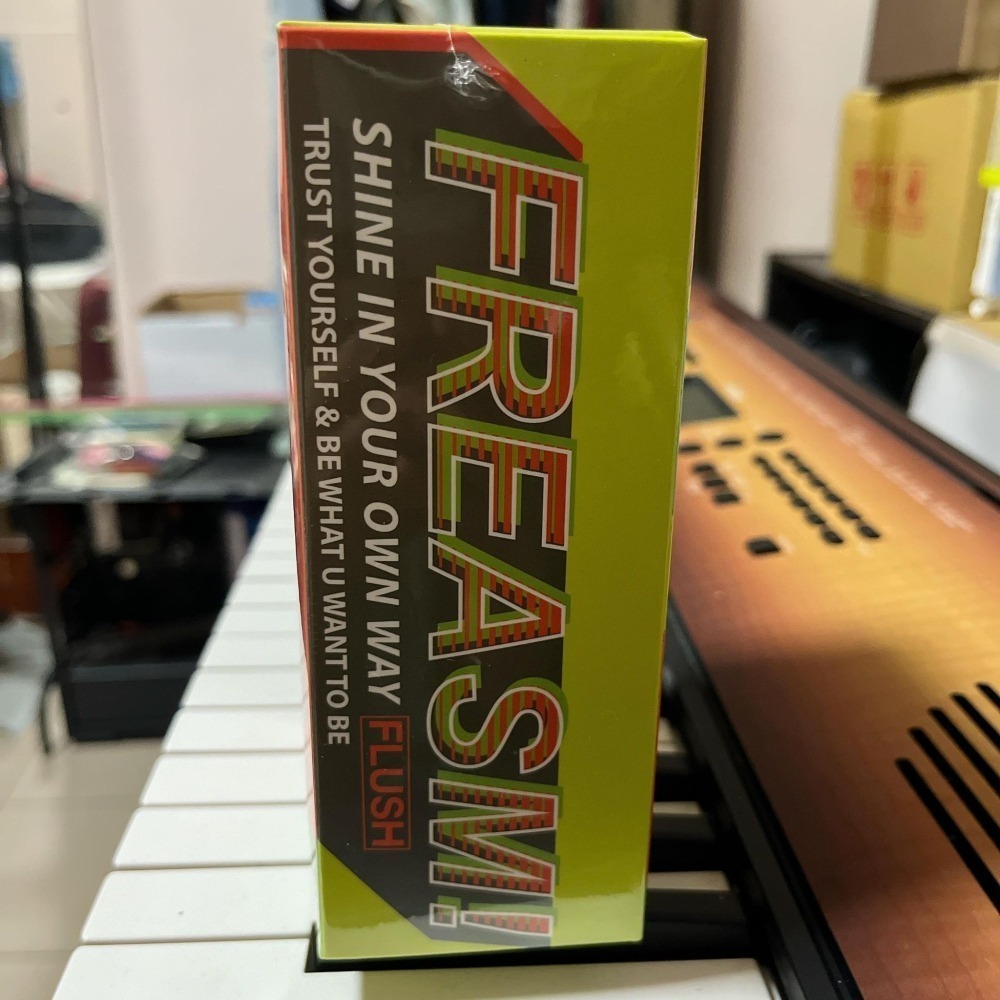 FREASM!
SHINE IN YOUR OWN WAY FLUSH
TRUST YOURSELF & BE WHAT U WANT TO BE